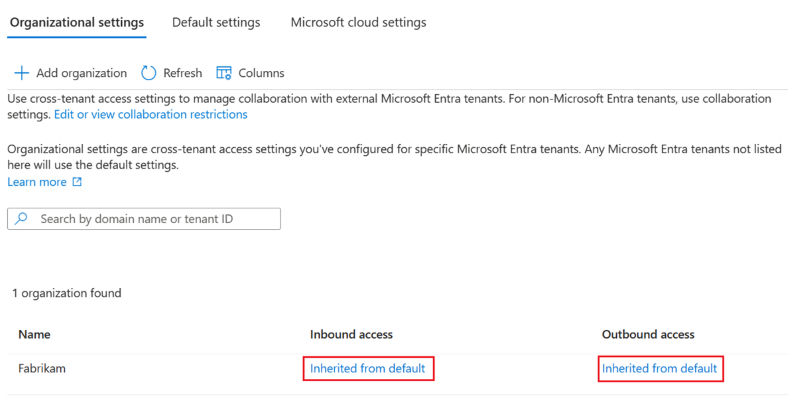 Organizational settings Default settings Microsoft cloud settings
Add organization Refresh Columns
Use cross-tenant access settings to manage collaboration with external Microsoft Entra tenants. For non-Microsoft Entra tenants, use collaboration
settings. Edit or view collaboration restrictions
Organizational settings are cross-tenant access settings you've configured for specific Microsoft Entra tenants. Any Microsoft Entra tenants not listed
here will use the default settings.
Learn more
Search by domain name or tenant ID
1 organization found
Name Inbound access Outbound access
Fabrikam Inherited from default Inherited from default